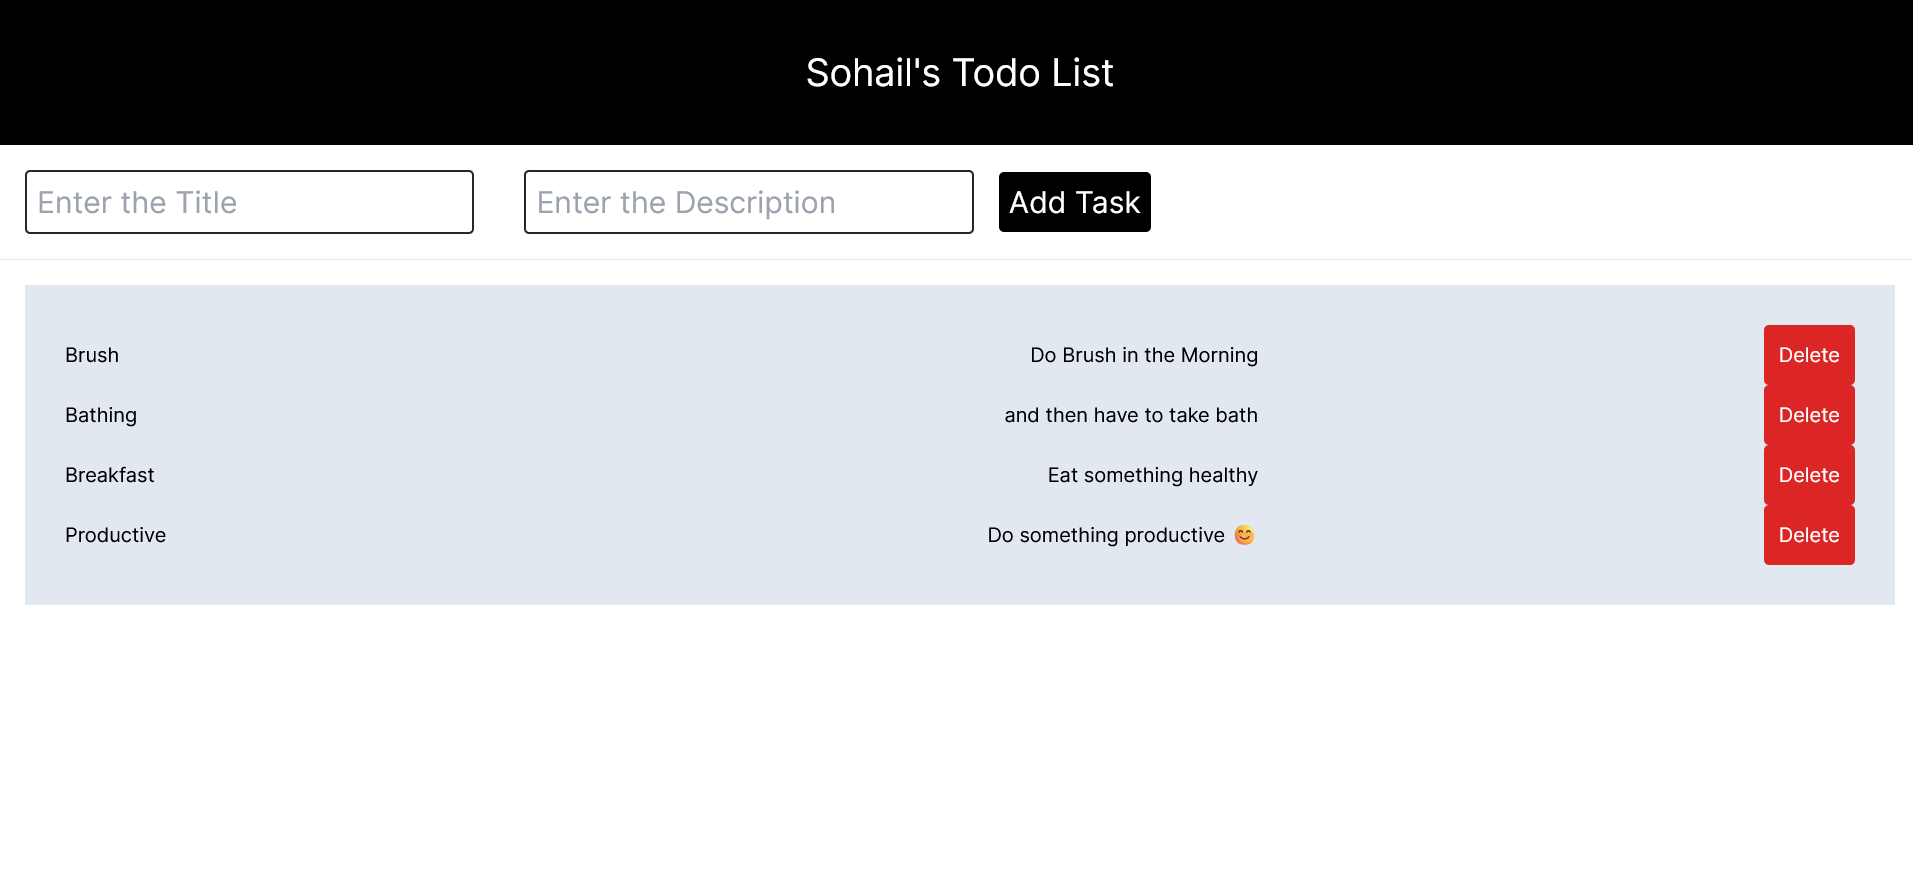 Sohail's Todo List
Enter the Title Enter the Description Add Task
Brush Do Brush in the Morning Delete
Bathing and then have to take bath Delete
Breakfast Eat something healthy Delete
Productive Do something productive 😊 Delete